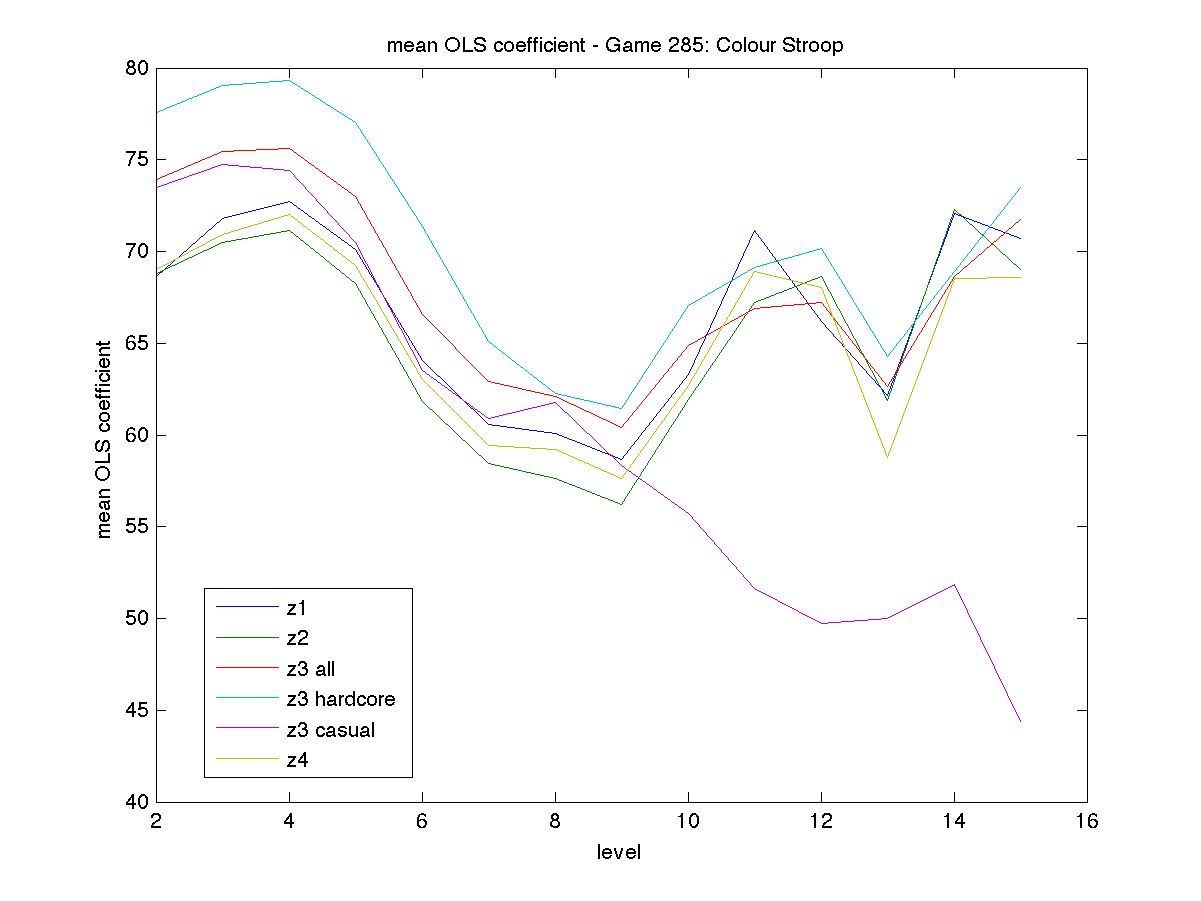 mean OLS coefficient - Game 285: Colour Stroop
80
75
70
65
60
55
50
45
40
mean OLS coefficient
z1
z2
z3 all
z3 hardcore
z3 casual
z4
2
4
6
8
10
12
14
16
level